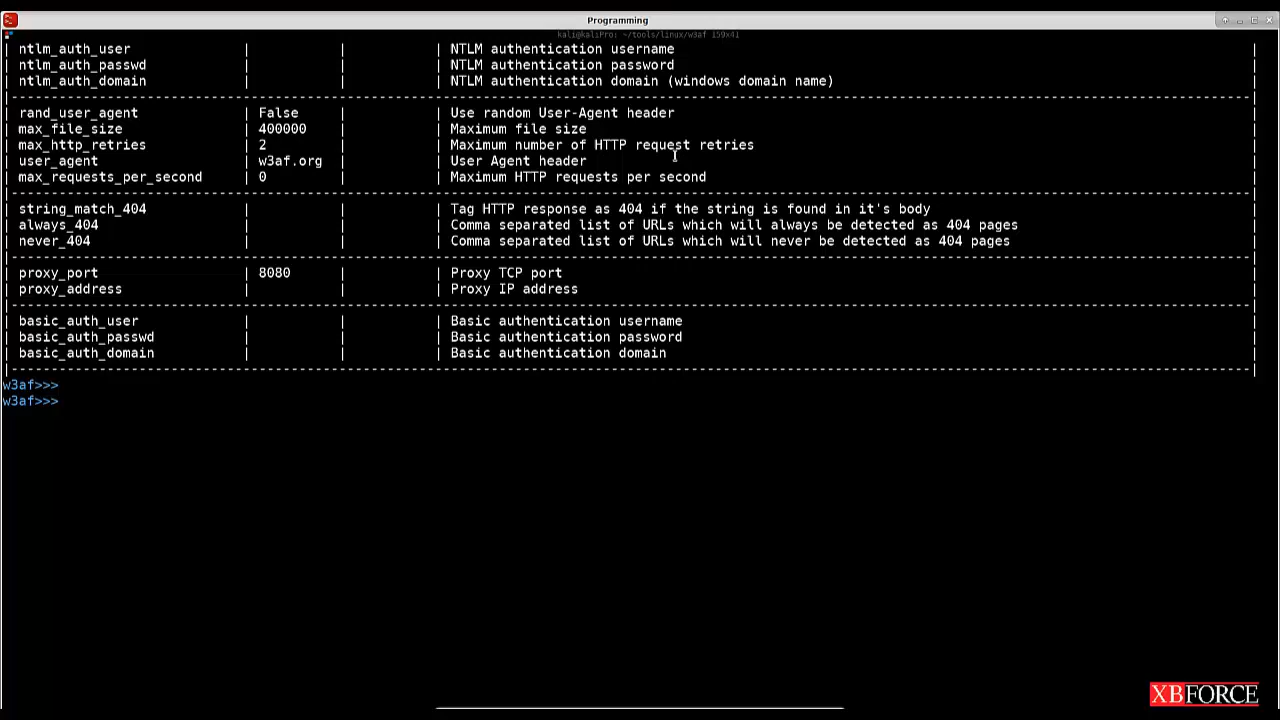 Programming
kali@kaliPro: ~/tools/linux/w3af 159x41
| ntlm_auth_user | | | NTLM authentication username |
| ntlm_auth_passwd | | | NTLM authentication password |
| ntlm_auth_domain | | | NTLM authentication domain (windows domain name) |
| rand_user_agent | False | | Use random User-Agent header |
| max_file_size | 400000 | | Maximum file size |
| max_http_retries | 2 | | Maximum number of HTTP request retries |
| user_agent | w3af.org | | User Agent header |
| max_requests_per_second | 0 | | Maximum HTTP requests per second |
| string_match_404 | | | Tag HTTP response as 404 if the string is found in it's body |
| always_404 | | | Comma separated list of URLs which will always be detected as 404 pages |
| never_404 | | | Comma separated list of URLs which will never be detected as 404 pages |
| proxy_port | 8080 | | Proxy TCP port |
| proxy_address | | | Proxy IP address |
| basic_auth_user | | | Basic authentication username |
| basic_auth_passwd | | | Basic authentication password |
| basic_auth_domain | | | Basic authentication domain |
w3af>>>
w3af>>>
XBFORCE